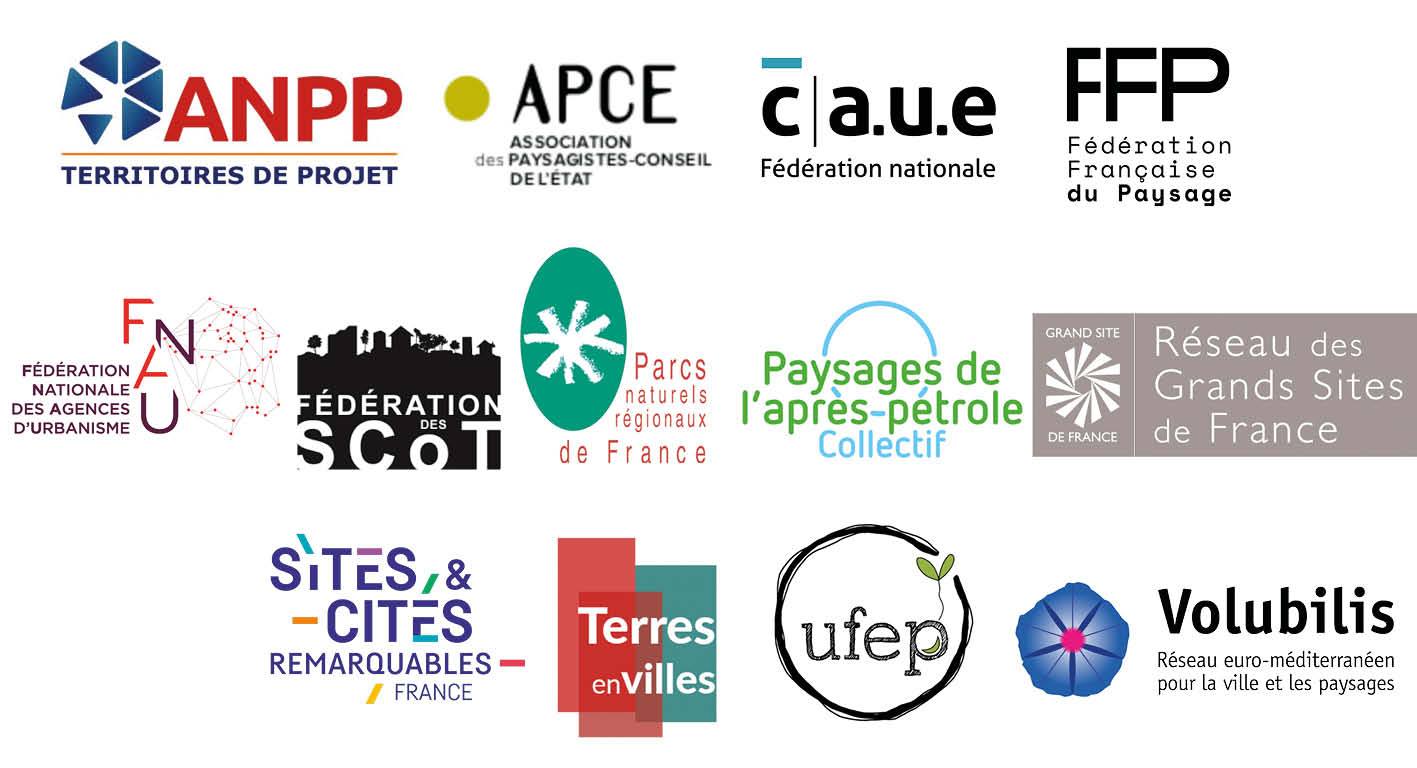 ANPP
TERRITOIRES DE PROJET
APCE
ASSOCIATION
des PAYSAGISTES-CONSEIL
DE L'ÉTAT
c|a.u.e
Fédération nationale
FFP
Fédération
Française
du Paysage
FNAU
FÉDÉRATION
NATIONALE
DES AGENCES
D'URBANISME
FÉDÉRATION
DES
SCoT
Parcs
naturels
régionaux
de France
Paysages de
l'après-pétrole
Collectif
GRAND SITE
DE FRANCE
Réseau des
Grands Sites
de France
SITES &
CITÉS
REMARQUABLES
FRANCE
Terres
en villes
ufep
Volubilis
Réseau euro-méditerranéen
pour la ville et les paysages